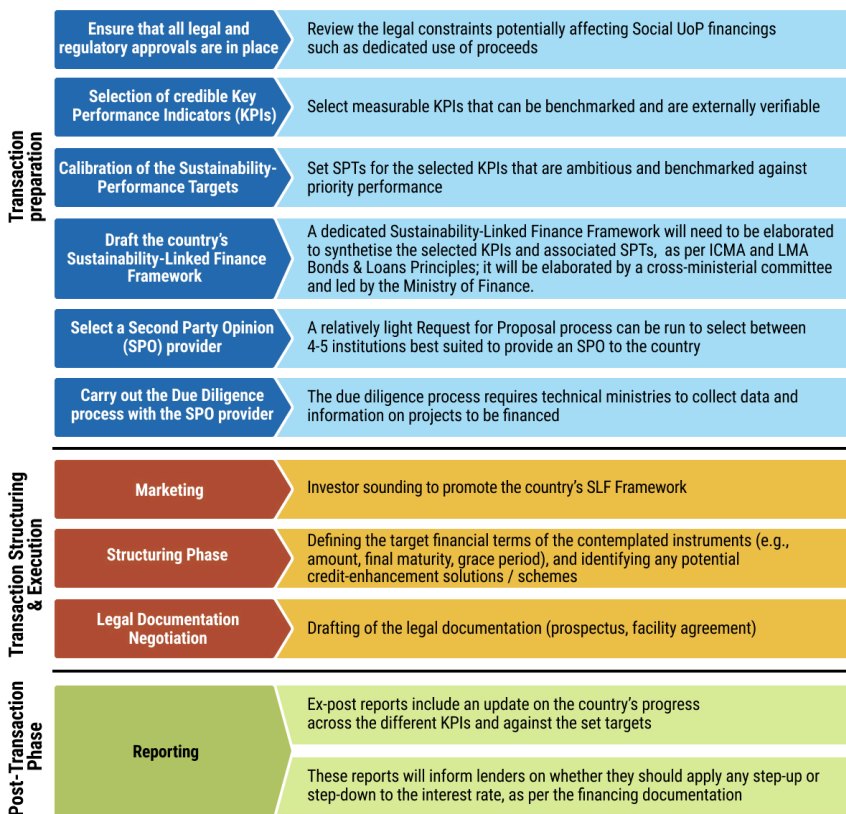 Transaction
preparation
Ensure that all legal and
regulatory approvals are in place
Review the legal constraints potentially affecting Social UoP financings
such as dedicated use of proceeds
Selection of credible Key
Performance Indicators (KPIs)
Select measurable KPIs that can be benchmarked and are externally verifiable
Calibration of the Sustainability-
Performance Targets
Set SPTs for the selected KPIs that are ambitious and benchmarked against
priority performance
Draft the country's
Sustainability-Linked Finance
Framework
A dedicated Sustainability-Linked Finance Framework will need to be elaborated
to synthetise the selected KPIs and associated SPTs, as per ICMA and LMA
Bonds & Loans Principles; it will be elaborated by a cross-ministerial committee
and led by the Ministry of Finance.
Select a Second Party Opinion
(SPO) provider
A relatively light Request for Proposal process can be run to select between
4-5 institutions best suited to provide an SPO to the country
Carry out the Due Diligence
process with the SPO provider
The due diligence process requires technical ministries to collect data and
information on projects to be financed
Transaction Structuring
& Execution
Marketing
Investor sounding to promote the country's SLF Framework
Structuring Phase
Defining the target financial terms of the contemplated instruments (e.g.,
amount, final maturity, grace period), and identifying any potential
credit-enhancement solutions / schemes
Legal Documentation
Negotiation
Drafting of the legal documentation (prospectus, facility agreement)
Post-Transaction
Phase
Reporting
Ex-post reports include an update on the country's progress
across the different KPIs and against the set targets
These reports will inform lenders on whether they should apply any step-up or
step-down to the interest rate, as per the financing documentation